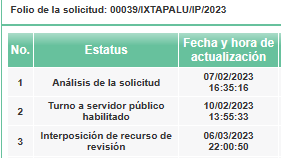 Folio de la solicitud: 00039/IXTAPALU/IP/2023
No. Estatus Fecha y hora de actualización
1 Análisis de la solicitud 07/02/2023 16:35:16
2 Turno a servidor público habilitado 10/02/2023 13:55:33
3 Interposición de recurso de revisión 06/03/2023 22:00:50